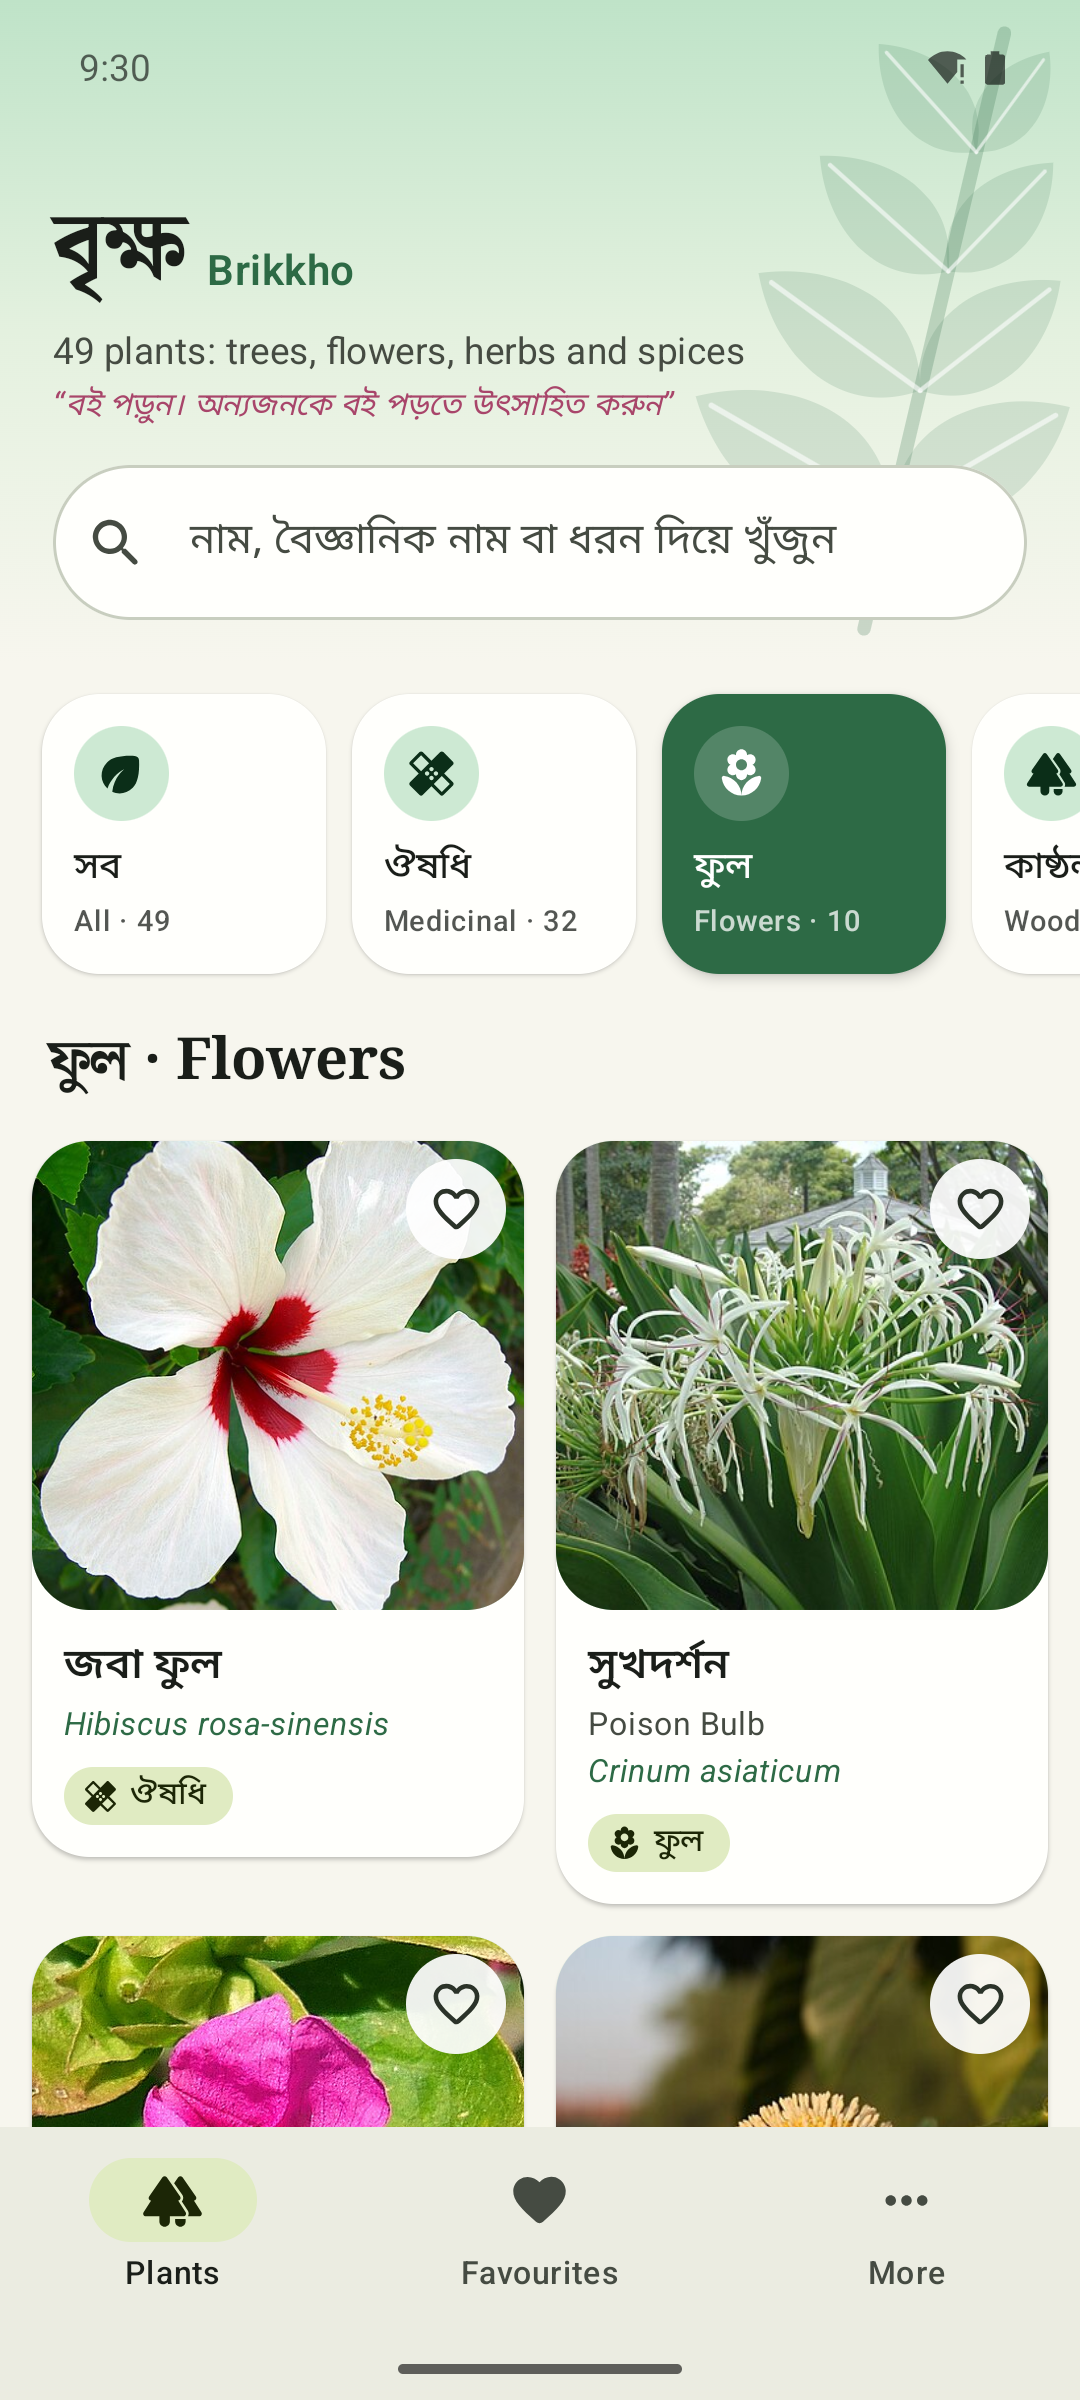 9:30
বৃক্ষ Brikkho
49 plants: trees, flowers, herbs and spices
“বই পড়ুন। অন্যজনকে বই পড়তে উৎসাহিত করুন”
নাম, বৈজ্ঞানিক নাম বা ধরন দিয়ে খুঁজুন
সব
All · 49
ঔষধি
Medicinal · 32
ফুল
Flowers · 10
Wood
ফুল · Flowers
জবা ফুল
Hibiscus rosa-sinensis
ঔষধি
সুখদর্শন
Poison Bulb
Crinum asiaticum
ফুল
Plants
Favourites
More